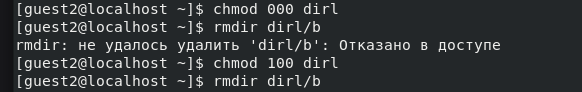 [guest2@localhost ~]$ chmod 000 dirl
[guest2@localhost ~]$ rmdir dirl/b
rmdir: не удалось удалить 'dirl/b': Отказано в доступе
[guest2@localhost ~]$ chmod 100 dirl
[guest2@localhost ~]$ rmdir dirl/b